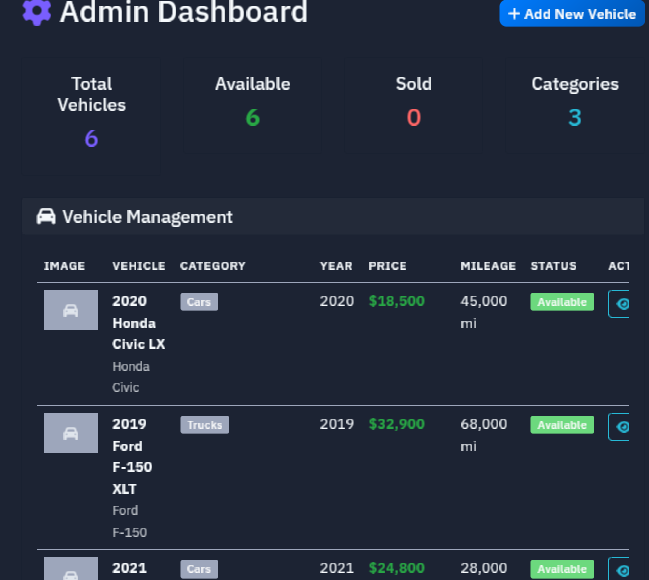 Admin Dashboard
+ Add New Vehicle
Total
Vehicles
6
Available
6
Sold
0
Categories
3
Vehicle Management
IMAGE VEHICLE CATEGORY YEAR PRICE MILEAGE STATUS ACT
2020
Honda
Civic LX
Honda
Civic
Cars
2020
$18,500
45,000
mi
Available
2019
Ford
F-150
XLT
Ford
F-150
Trucks
2019
$32,900
68,000
mi
Available
2021
Cars
2021
$24,800
28,000
Available